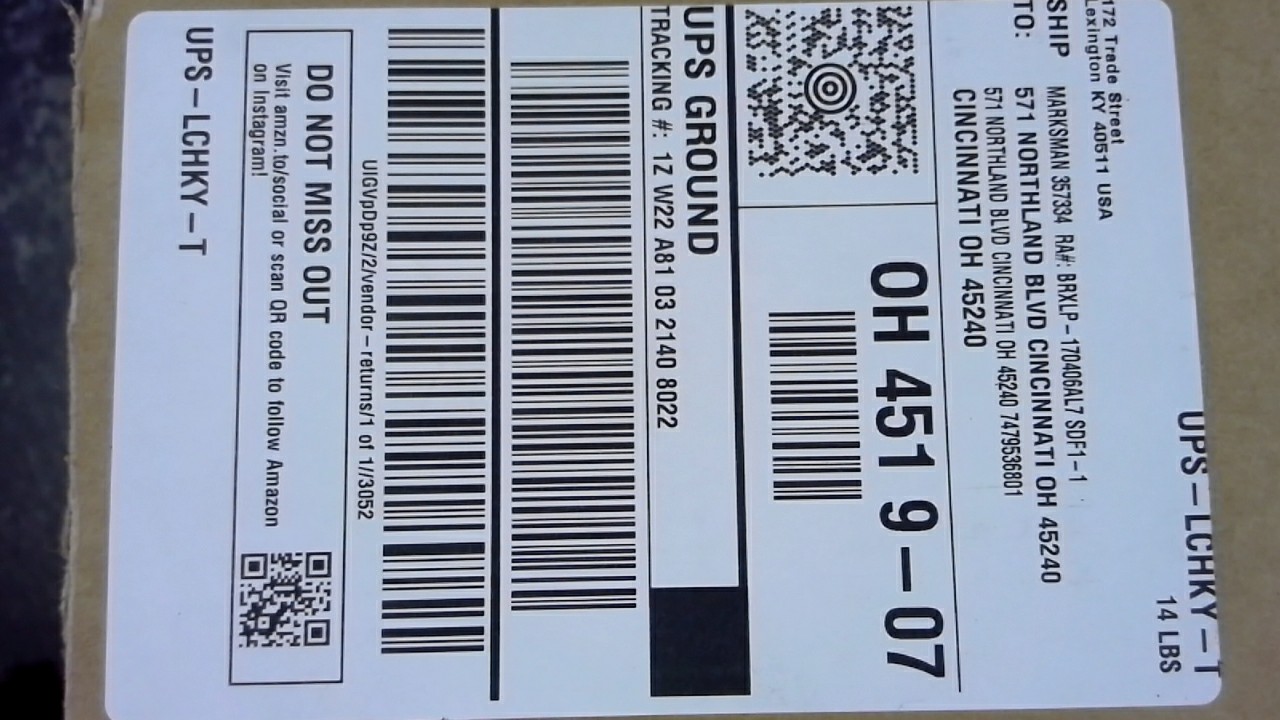 UPS-LCHKY-T
14 LBS
172 Trade Street
Lexington KY 40511 USA
SHIP
TO:
MARKSMAN 357334 RA#: BRXLP-170406AL7 SDF1-1
571 NORTHLAND BLVD CINCINNATI OH 45240
571 NORTHLAND BLVD CINCINNATI OH 45240 7479536801
CINCINNATI OH 45240
OH 451 9-07
UPS GROUND
TRACKING #: 1Z W22 A81 03 2140 8022
UIGVpDp9Z/2/vendor-returns/1 of 1//3052
DO NOT MISS OUT
Visit amzn.to/social or scan QR code to follow Amazon
on Instagram!
UPS-LCHKY-T